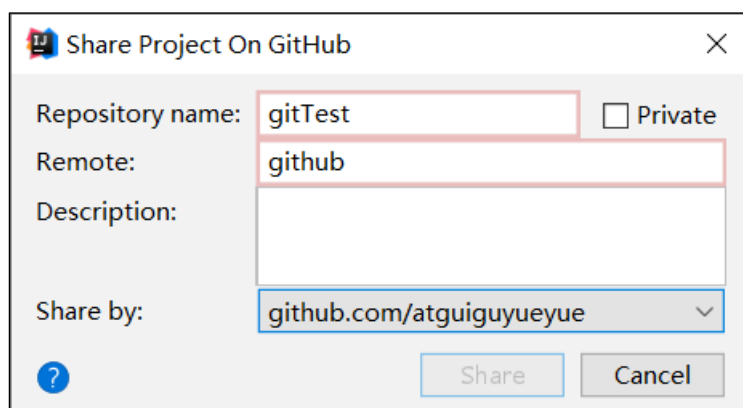 Share Project On GitHub
Repository name: gitTest Private
Remote: github
Description:
Share by: github.com/atguiguyueyue
? Share Cancel